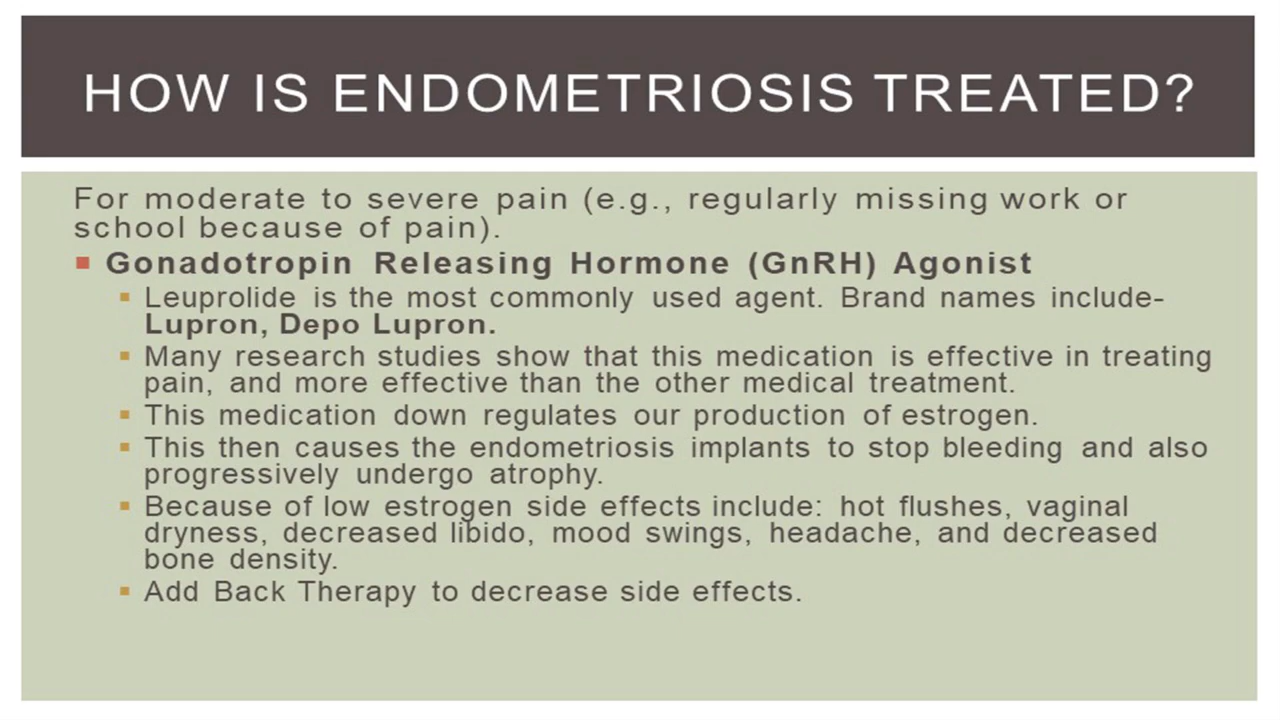 HOW IS ENDOMETRIOSIS TREATED?
For moderate to severe pain (e.g., regularly missing work or
school because of pain).
Gonadotropin Releasing Hormone (GnRH) Agonist
Leuprolide is the most commonly used agent. Brand names include-
Lupron, Depo Lupron.
Many research studies show that this medication is effective in treating
pain, and more effective than the other medical treatment.
This medication down regulates our production of estrogen.
This then causes the endometriosis implants to stop bleeding and also
progressively undergo atrophy.
Because of low estrogen side effects include: hot flushes, vaginal
dryness, decreased libido, mood swings, headache, and decreased
bone density.
Add Back Therapy to decrease side effects.